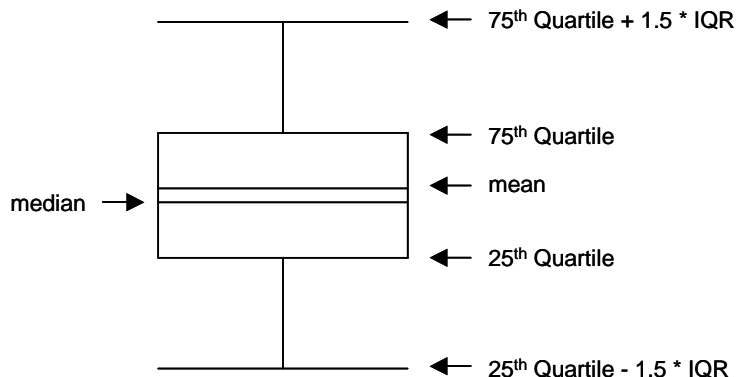 75th Quartile + 1.5 * IQR
75th Quartile
mean
median
25th Quartile
25th Quartile - 1.5 * IQR